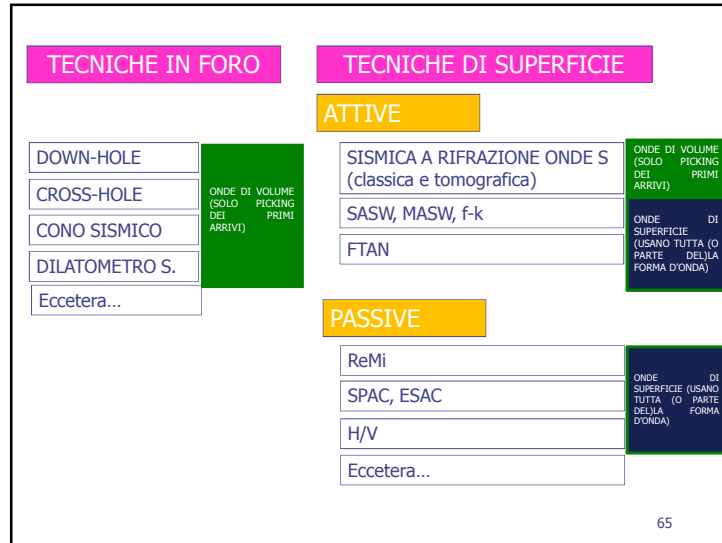 TECNICHE IN FORO
DOWN-HOLE
CROSS-HOLE
CONO SISMICO
DILATOMETRO S.
Eccetera...
ONDE DI VOLUME
(SOLO PICKING
DEI PRIMI
ARRIVI)
TECNICHE DI SUPERFICIE
ATTIVE
SISMICA A RIFRAZIONE ONDE S
(classica e tomografica)
SASW, MASW, f-k
FTAN
ONDE DI VOLUME
(SOLO PICKING
DEI PRIMI
ARRIVI)
ONDE DI
SUPERFICIE
(USANO TUTTA (O
PARTE DEL)LA
FORMA D'ONDA)
PASSIVE
ReMi
SPAC, ESAC
H/V
Eccetera...
ONDE DI
SUPERFICIE (USANO
TUTTA (O PARTE
DEL)LA FORMA
D'ONDA)
65